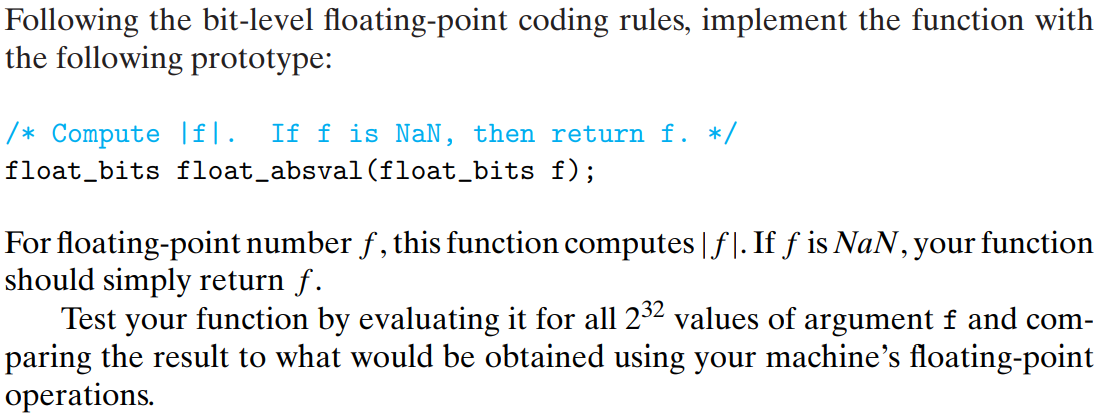 Following the bit-level floating-point coding rules, implement the function with
the following prototype:
/* Compute |f|. If f is NaN, then return f. */
float_bits float_absval(float_bits f);
For floating-point number f, this function computes |f|. If f is NaN, your function
should simply return f.
Test your function by evaluating it for all 2³² values of argument f and com-
paring the result to what would be obtained using your machine’s floating-point
operations.